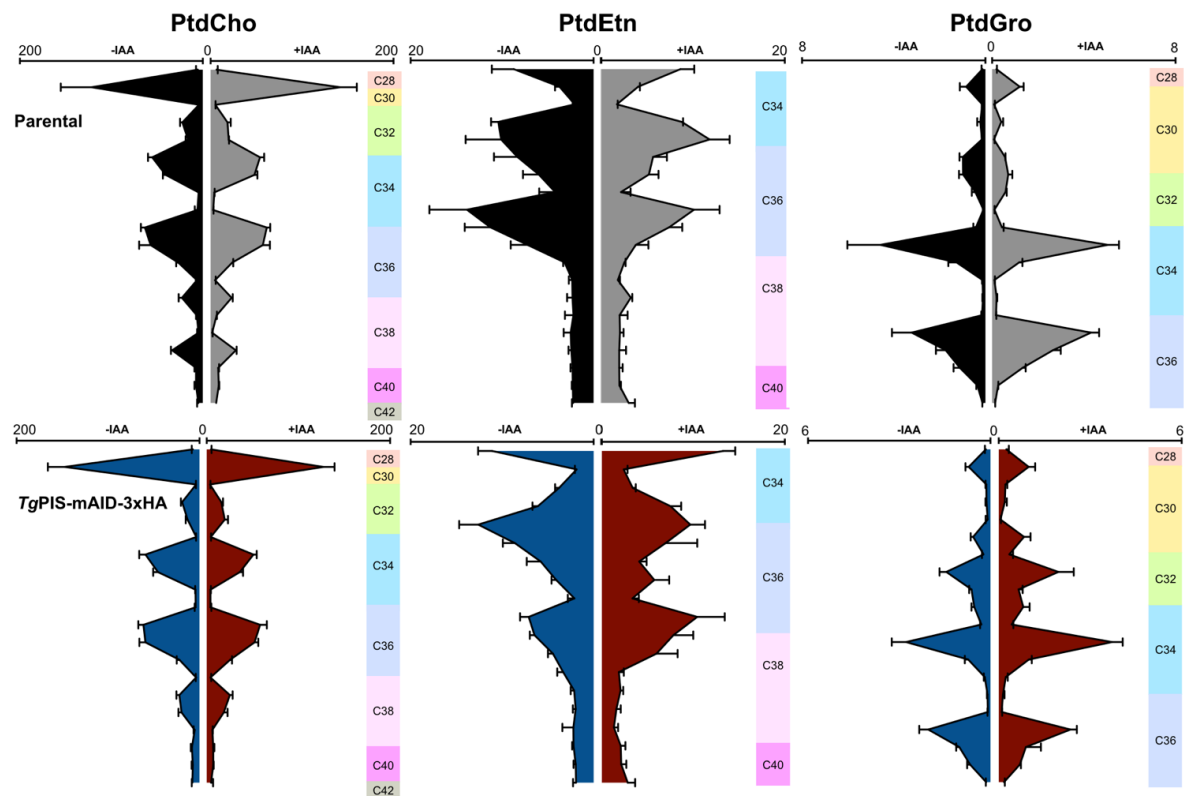 PtdCho PtdEtn PtdGro
200 -IAA 0 +IAA 200 20 -IAA 0 +IAA 20 8 -IAA 0 +IAA 8
Parental
C28
C30
C32
C34
C36
C38
C40
C42
C34
C36
C38
C40
C28
C30
C32
C34
C36
200 -IAA 0 +IAA 200 20 -IAA 0 +IAA 20 6 -IAA 0 +IAA 6
TgPIS-mAID-3xHA
C28
C30
C32
C34
C36
C38
C40
C42
C34
C36
C38
C40
C28
C30
C32
C34
C36